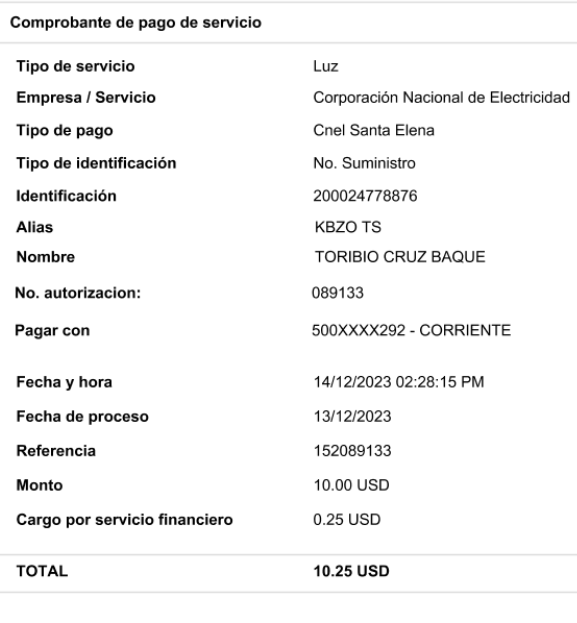 Comprobante de pago de servicio
Tipo de servicio Luz
Empresa / Servicio Corporación Nacional de Electricidad
Tipo de pago Cnel Santa Elena
Tipo de identificación No. Suministro
Identificación 200024778876
Alias KBZO TS
Nombre TORIBIO CRUZ BAQUE
No. autorizacion: 089133
Pagar con 500XXXX292 - CORRIENTE
Fecha y hora 14/12/2023 02:28:15 PM
Fecha de proceso 13/12/2023
Referencia 152089133
Monto 10.00 USD
Cargo por servicio financiero 0.25 USD
TOTAL 10.25 USD